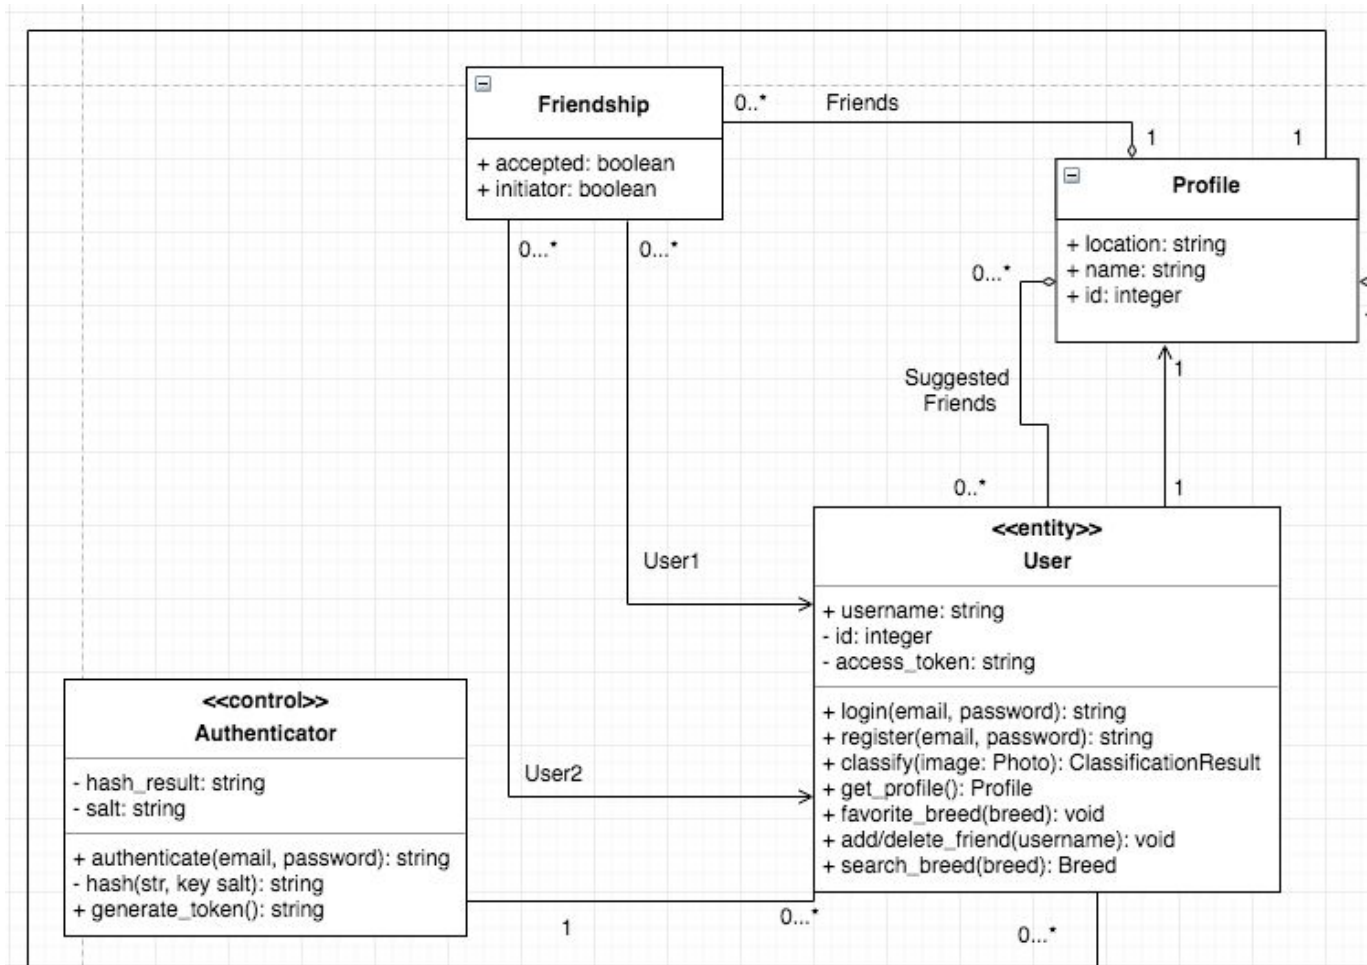 Friendship
+ accepted: boolean
+ initiator: boolean
0..*
Friends
1
1
Profile
+ location: string
+ name: string
+ id: integer
0...*
0...*
0...*
Suggested
Friends
1
0..*
1
<<entity>>
User
+ username: string
- id: integer
- access_token: string
+ login(email, password): string
+ register(email, password): string
+ classify(image: Photo): ClassificationResult
+ get_profile(): Profile
+ favorite_breed(breed): void
+ add/delete_friend(username): void
+ search_breed(breed): Breed
User1
User2
<<control>>
Authenticator
- hash_result: string
- salt: string
+ authenticate(email, password): string
- hash(str, key salt): string
+ generate_token(): string
1
0...*
0...*